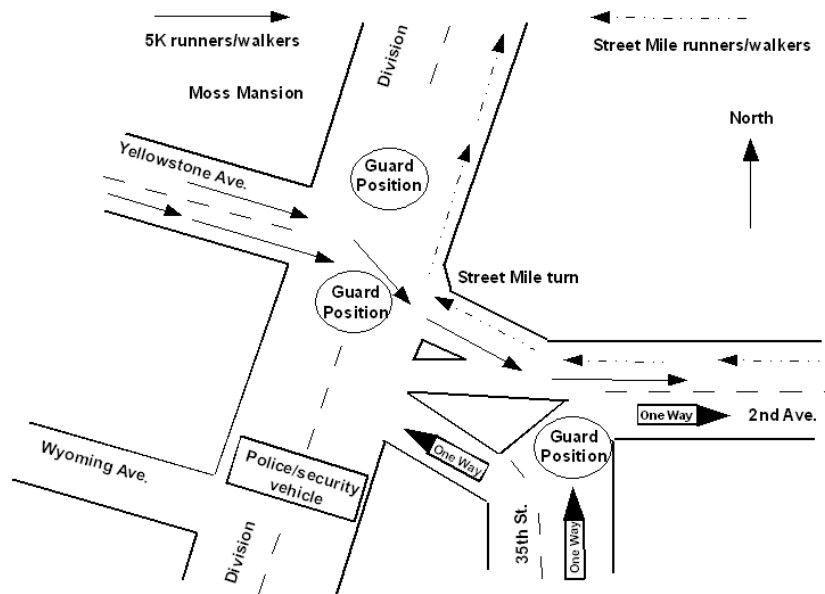 5K runners/walkers
Street Mile runners/walkers
Division
Moss Mansion
North
Yellowstone Ave.
Guard
Position
Street Mile turn
Guard
Position
One Way
2nd Ave.
Guard
Position
Wyoming Ave.
Police/security
vehicle
One Way
35th St.
One Way
Division